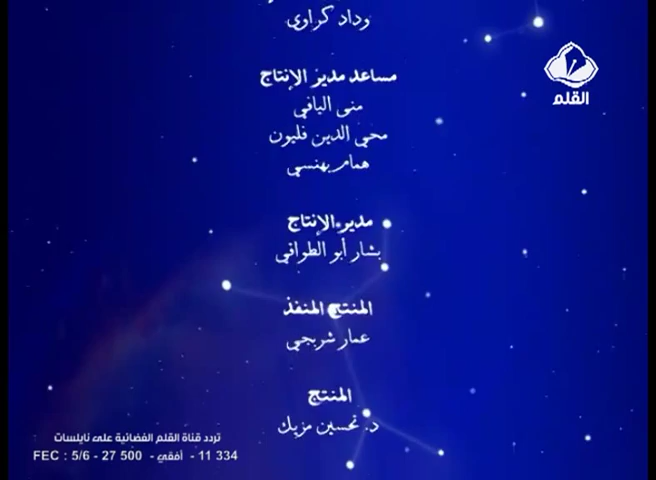 وداد كراوي
القلم
مساعد مدير الإنتاج
منى اليافي
محي الدين فليون
همام بهنسي
مدير الإنتاج
بشار أبو الطواقي
المنتج المنفذ
عمار شربجي
المنتج
د. تحسين مزيك
تردد قناة القلم الفضائية على نايلسات
FEC : 5/6 - 27 500 - أفقي - 11 334